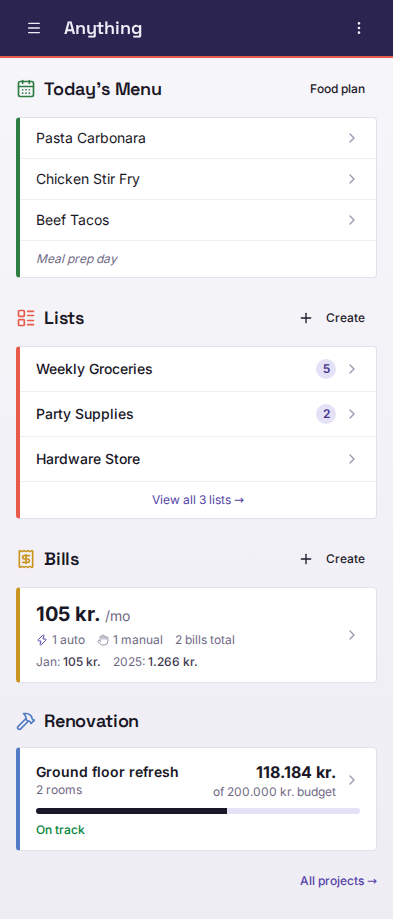 Anything
Today's Menu
Food plan
Pasta Carbonara
Chicken Stir Fry
Beef Tacos
Meal prep day
Lists
Create
Weekly Groceries
5
Party Supplies
2
Hardware Store
View all 3 lists →
Bills
Create
105 kr. /mo
1 auto 1 manual 2 bills total
Jan: 105 kr. 2025: 1.266 kr.
Renovation
Ground floor refresh 118.184 kr.
2 rooms of 200.000 kr. budget
On track
All projects →